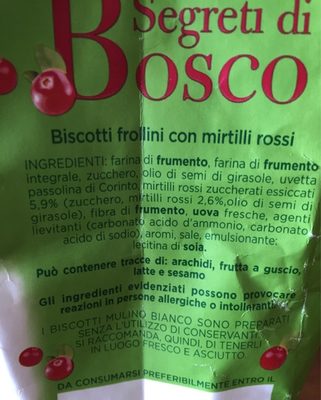 Segreti di
Bosco
Biscotti frollini con mirtilli rossi
INGREDIENTI: farina di frumento, farina di frumento
integrale, zucchero, olio di semi di girasole, uvetta
passolina di Corinto, mirtilli rossi zuccherati essiccati
5,9% (zucchero, mirtilli rossi 2,6%,olio di semi di
girasole), fibra di frumento, uova fresche, agenti
lievitanti (carbonato acido d'ammonio, carbonato
acido di sodio), aromi, sale, emulsionante:
lecitina di soia.
Può contenere tracce di: arachidi, frutta a guscio,
latte e sesamo
Gli ingredienti evidenziati possono provocare
reazioni in persone allergiche o intolleranti
I BISCOTTI MULINO BIANCO SONO PREPARATI
SENZA L'UTILIZZO DI CONSERVANTI.
SI RACCOMANDA, QUINDI, DI TENERLI
IN LUOGO FRESCO E ASCIUTTO.
DA CONSUMARSI PREFERIBILMENTE ENTRO IL